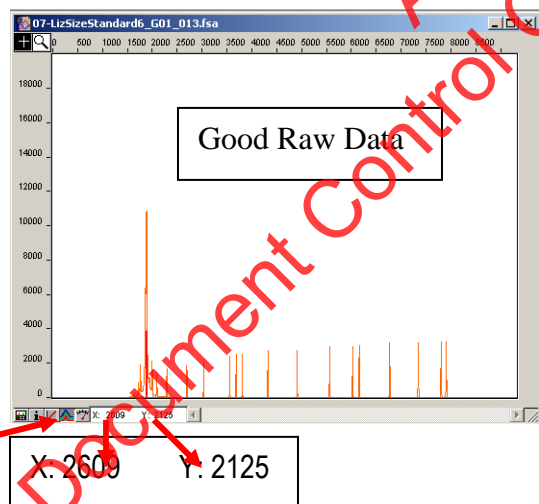 07-LizSizeStandard6_G01_013.fsa
0 500 1000 1500 2000 2500 3000 3500 4000 4500 5000 5500 6000 6500 7000 7500 8000 8500
18000
16000
14000
12000
10000
8000
6000
4000
2000
0
Good Raw Data
X: 2609 Y: 2125
X: 2609 Y: 2125
Document Control